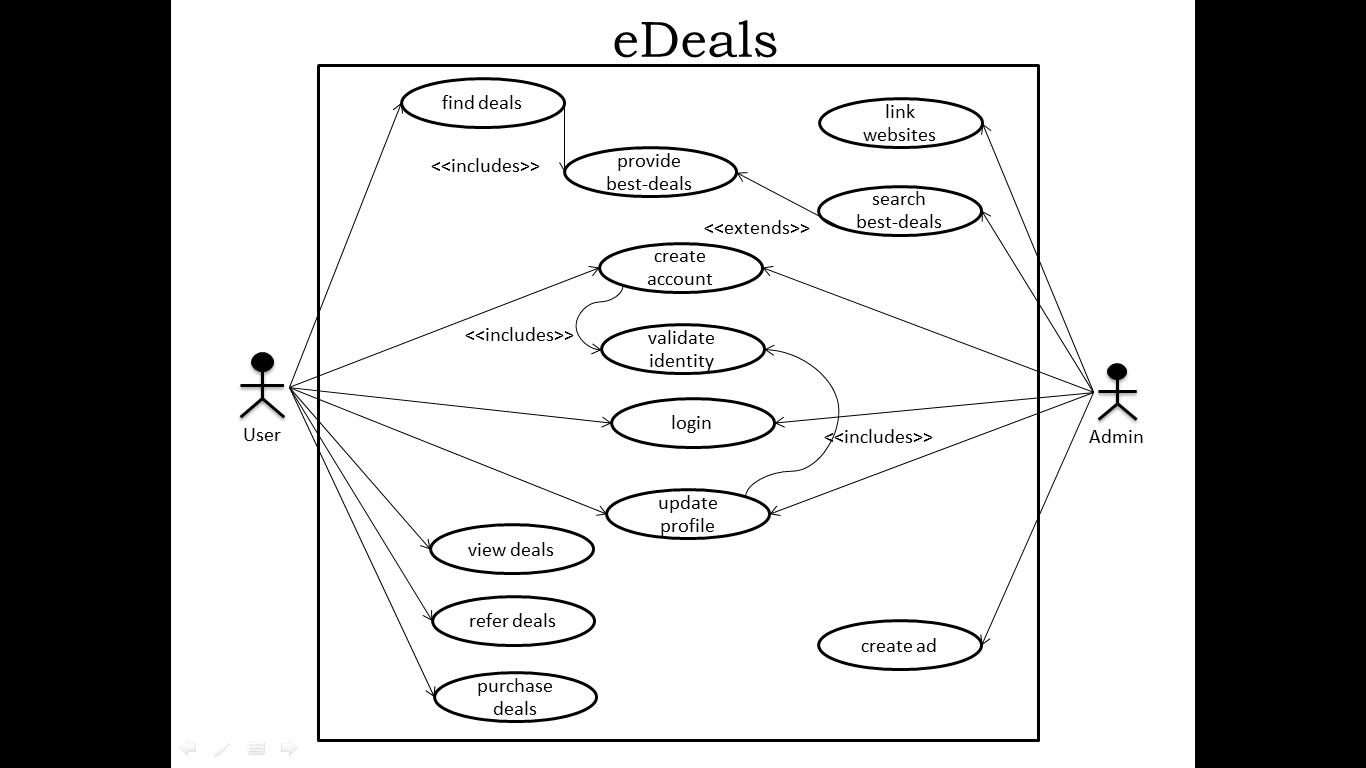 eDeals
find deals
link
websites
<<includes>>
provide
best-deals
search
best-deals
<<extends>>
create
account
<<includes>>
validate
identity
login
<<includes>>
User
Admin
update
profile
view deals
refer deals
create ad
purchase
deals